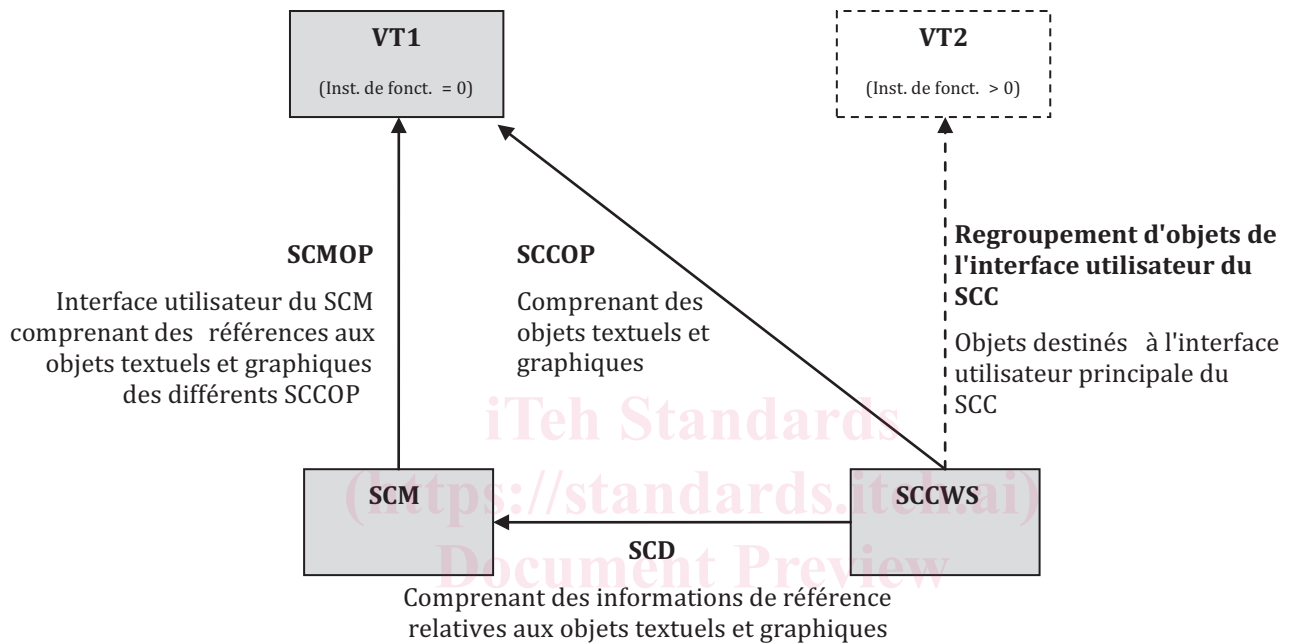 VT1
(Inst. de fonct. = 0)
VT2
(Inst. de fonct. > 0)
SCMOP
Interface utilisateur du SCM
comprenant des références aux
objets textuels et graphiques
des différents SCCOP
SCCOP
Comprenant des
objets textuels et
graphiques
Regroupement d'objets de
l'interface utilisateur du
SCC
Objets destinés à l'interface
utilisateur principale du
SCC
iTeh Standards
(https://standards.iteh.ai)
Document Preview
SCM
SCCWS
SCD
Comprenant des informations de référence
relatives aux objets textuels et graphiques